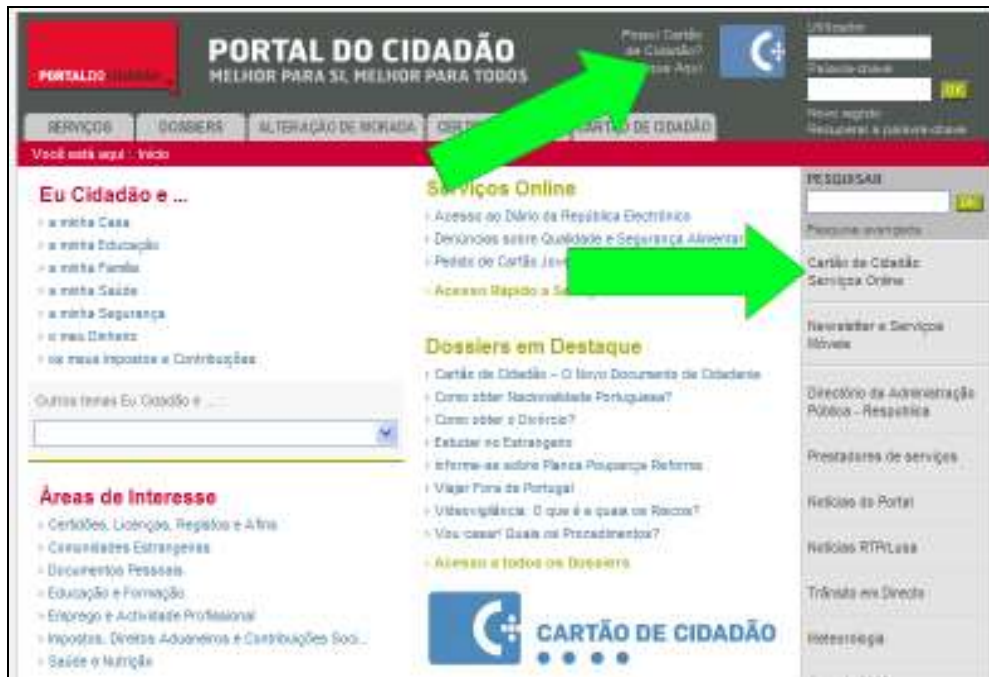 PORTALDO
PORTAL DO CIDADÃO
MELHOR PARA SI, MELHOR PARA TODOS
Possui Cartão
de Cidadão?
Aqui
Utilizador
Palavra-chave
OK
Novo registo
Recuperar a palavra-chave
SERVIÇOS
DOSSIERS
ALTERAÇÃO DE MORADA
CARTÃO DE CIDADÃO
Você está aqui: Início
Eu Cidadão e ...
a minha Casa
a minha Educação
a minha Família
a minha Saúde
a minha Segurança
o meu Dinheiro
os meus Impostos e Contribuições
Outros temas Eu Cidadão e ...
Áreas de Interesse
Certidões, Licenças, Registos e Afins
Comunidades Estrangeiras
Documentos Pessoais
Educação e Formação
Emprego e Actividade Profissional
Impostos, Direitos Aduaneiros e Contribuições Soci...
Saúde e Nutrição
Serviços Online
Acesso ao Diário da República Electrónico
Denúncias sobre Qualidade e Segurança Alimentar
Pedido de Cartão
Acesso Rápido a
Dossiers em Destaque
Cartão de Cidadão – O Novo Documento de Cidadania
Como obter Nacionalidade Portuguesa?
Como obter o Divórcio?
Estudar no Estrangeiro
Informe-se sobre Planos Poupança Reforma
Viajar Fora de Portugal
Videovigilância: O que é e quais os Riscos?
Vou casar! Quais os Procedimentos?
Acesso a todos os Dossiers
CARTÃO DE CIDADÃO
PESQUISAR
OK
Pesquisa avançada
Cartão de Cidadão:
Serviços Online
Newsletter e Serviços
Móveis
Directório da Administração
Pública - Respublica
Prestadores de serviços
Notícias do Portal
Notícias RTP/Lusa
Trânsito em Directo
Meteorologia